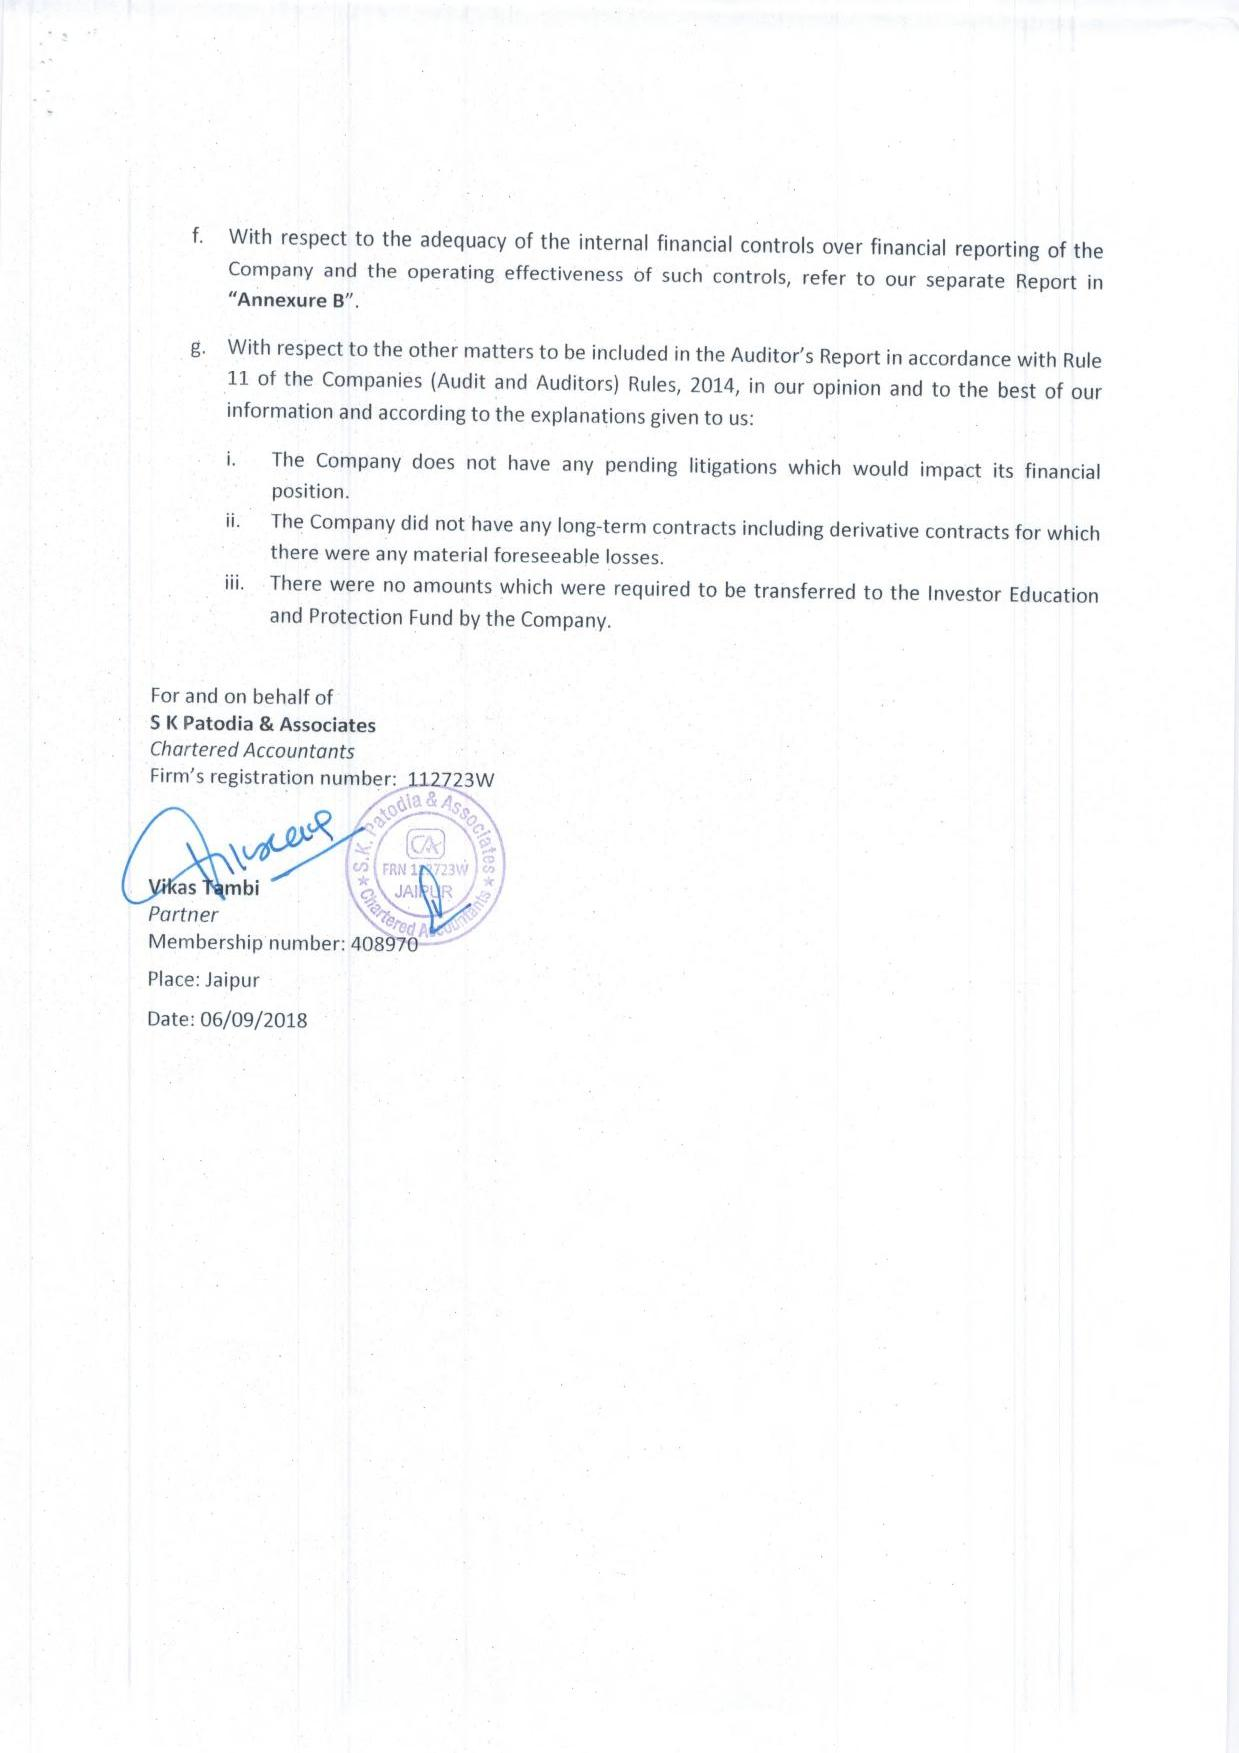 f. With respect to the adequacy of the internal financial controls over financial reporting of the
Company and the operating effectiveness of such controls, refer to our separate Report in
“Annexure B”.
g. With respect to the other matters to be included in the Auditor’s Report in accordance with Rule
11 of the Companies (Audit and Auditors) Rules, 2014, in our opinion and to the best of our
information and according to the explanations given to us:
i. The Company does not have any pending litigations which would impact its financial
position.
ii. The Company did not have any long-term contracts including derivative contracts for which
there were any material foreseeable losses.
iii. There were no amounts which were required to be transferred to the Investor Education
and Protection Fund by the Company.
For and on behalf of
S K Patodia & Associates
Chartered Accountants
Firm’s registration number: 112723W
S.K. Patodia & Associates
CA
FRN 112723W
JAIPUR
★ Chartered Accountants ★
Vikas Tambi
Partner
Membership number: 408970
Place: Jaipur
Date: 06/09/2018